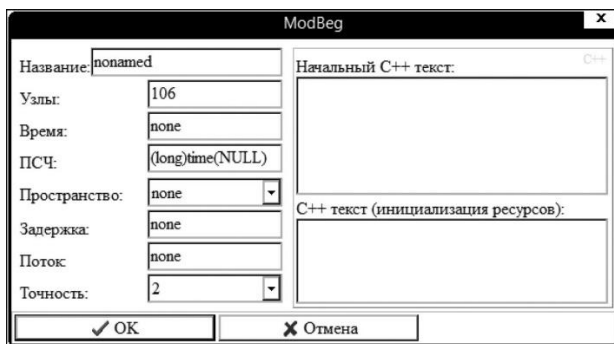 ModBeg
x
Название: nonamed
Узлы: 106
Время: none
ПСЧ: (long)time(NULL)
Пространство: none
Задержка: none
Поток: none
Точность: 2
C++
Начальный С++ текст:
С++ текст (инициализация ресурсов):
OK
Отмена